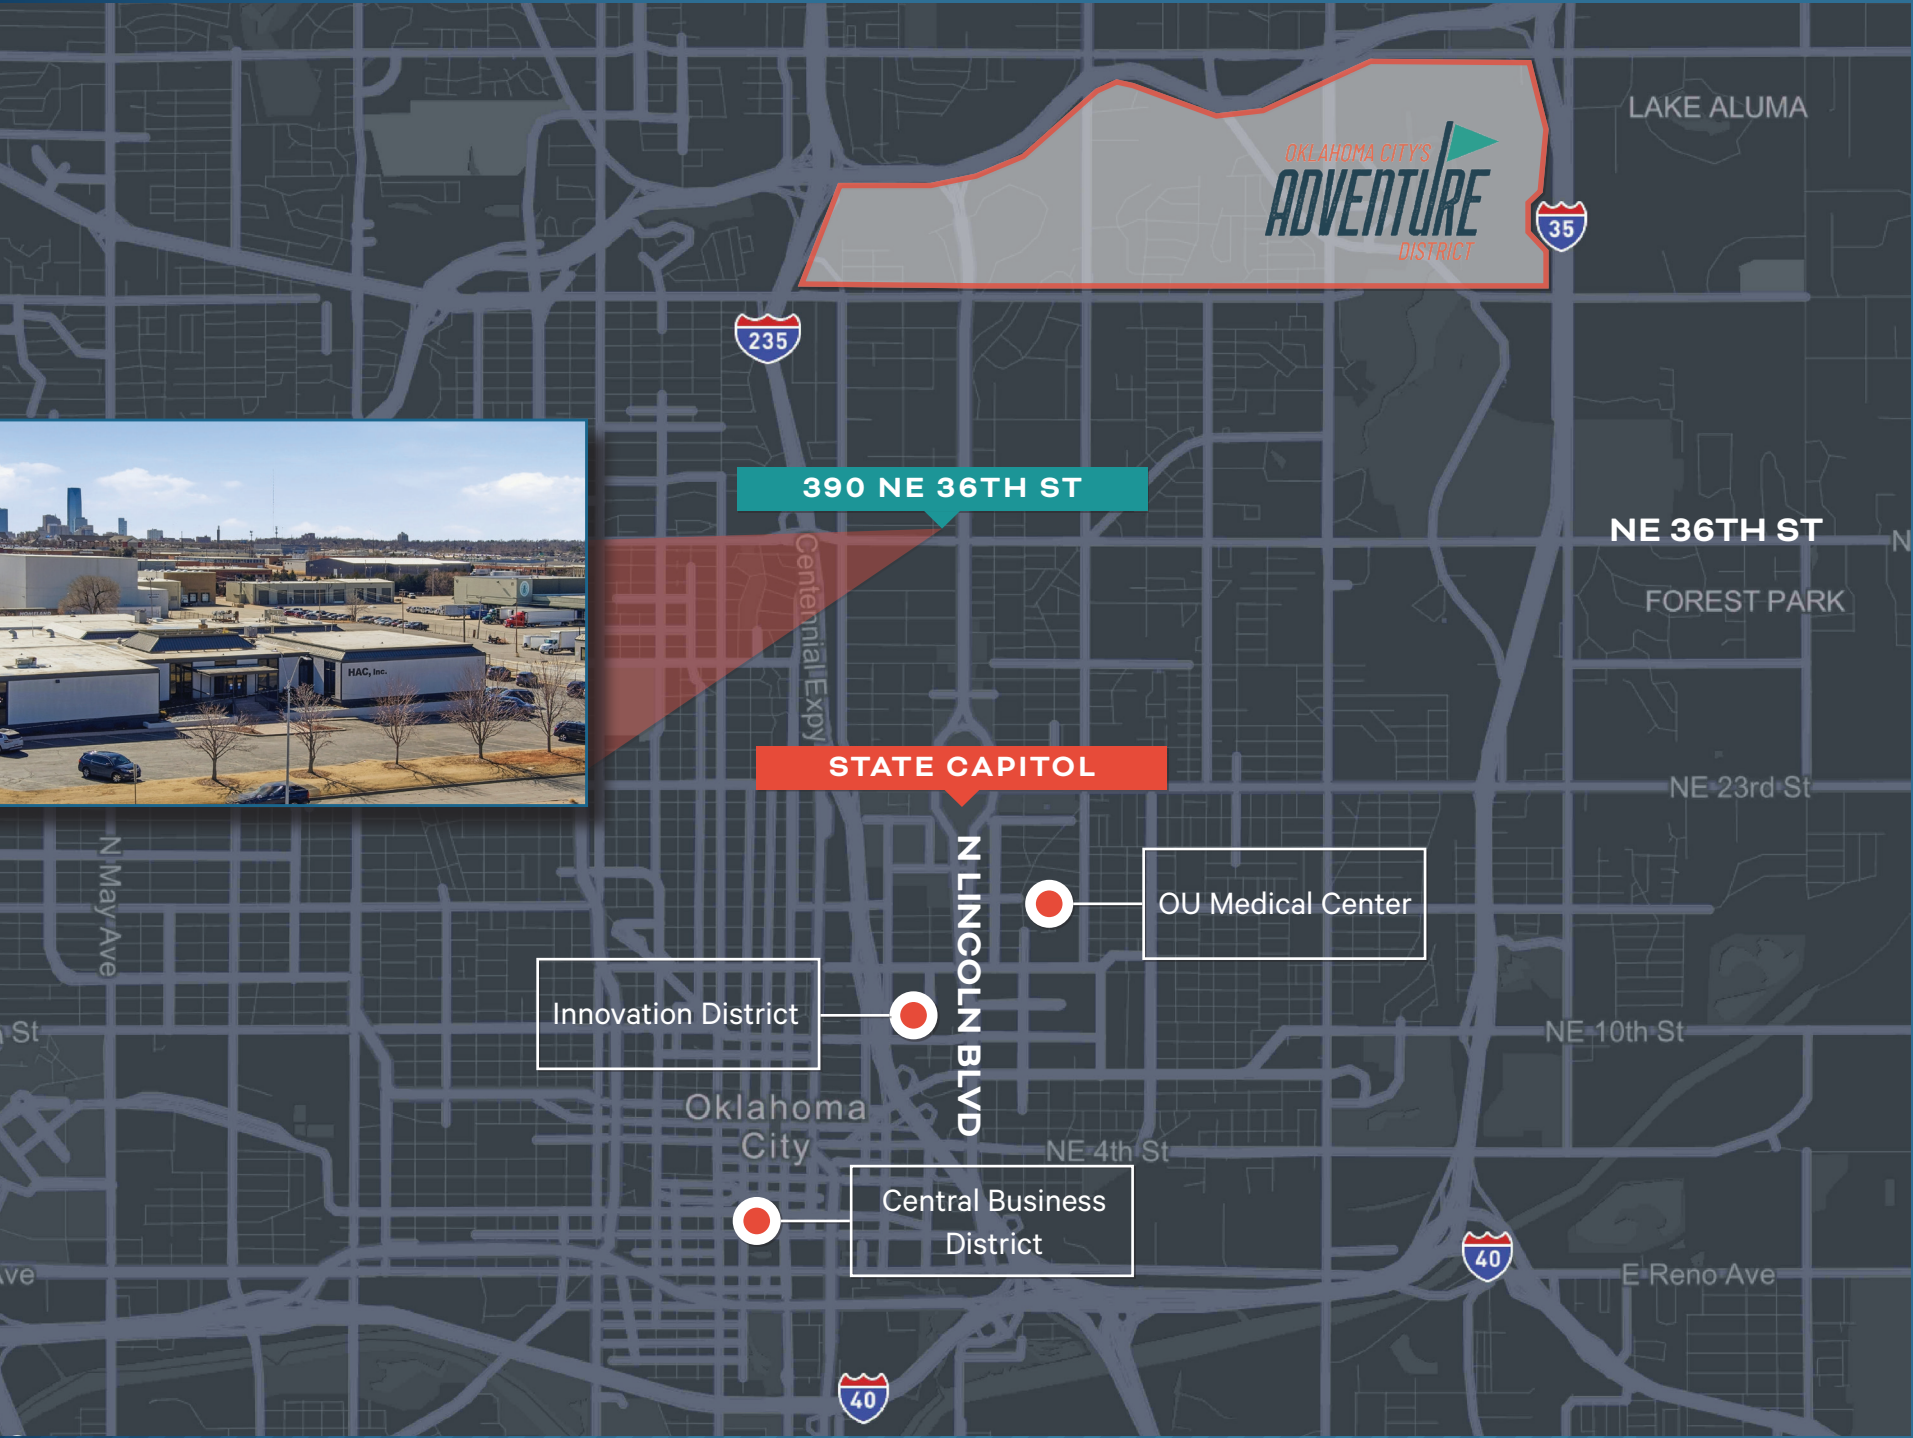 LAKE ALUMA
OKLAHOMA CITY'S
ADVENTURE
DISTRICT
35
235
390 NE 36TH ST
NE 36TH ST
N
Centennial Expy
FOREST PARK
HAC, Inc.
STATE CAPITOL
NE 23rd St
N May Ave
N LINCOLN BLVD
OU Medical Center
Innovation District
St
NE 10th St
Oklahoma
City
NE 4th St
Central Business
District
40
ve
E Reno Ave
40